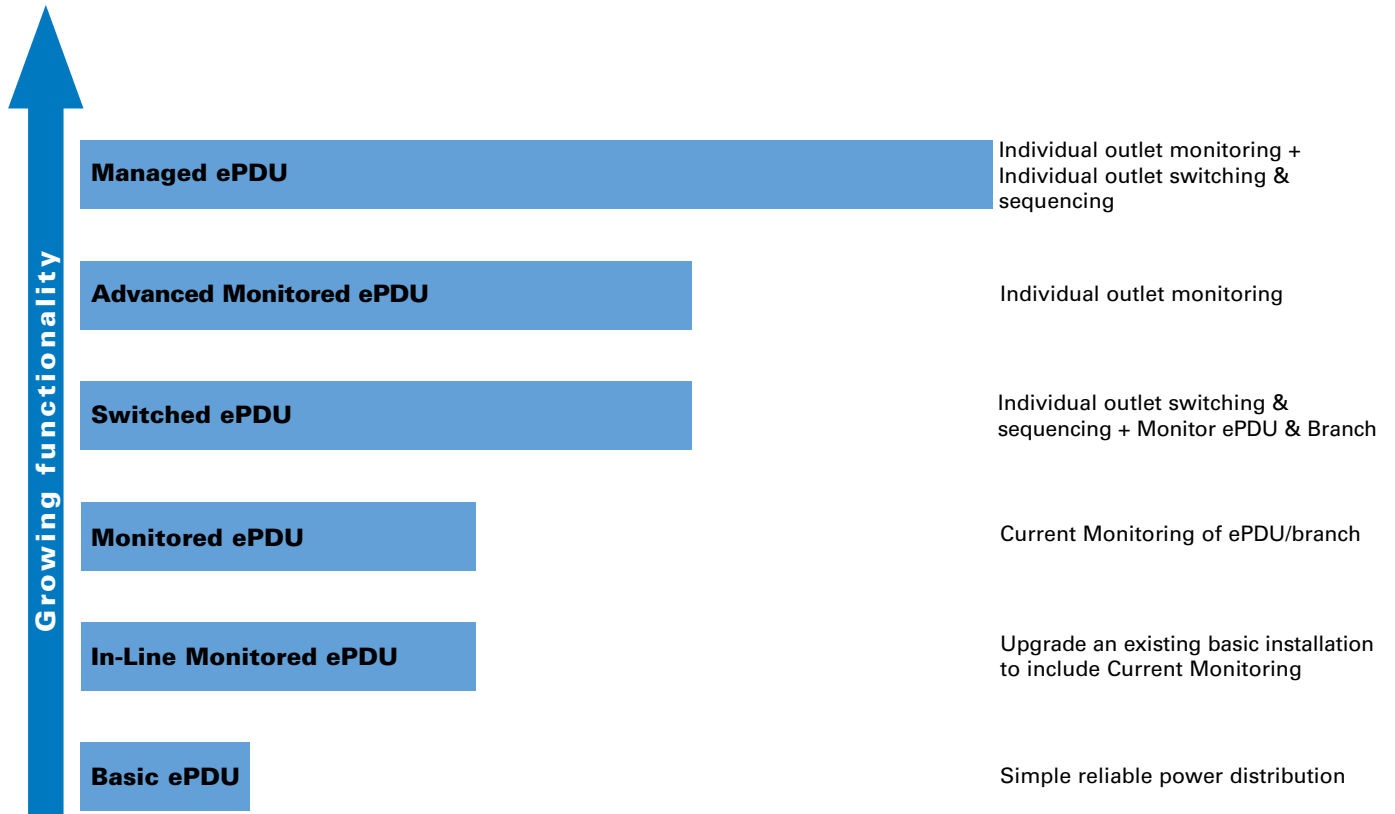 Growing functionality
Managed ePDU
Individual outlet monitoring +
Individual outlet switching &
sequencing
Advanced Monitored ePDU
Individual outlet monitoring
Switched ePDU
Individual outlet switching &
sequencing + Monitor ePDU & Branch
Monitored ePDU
Current Monitoring of ePDU/branch
In-Line Monitored ePDU
Upgrade an existing basic installation
to include Current Monitoring
Basic ePDU
Simple reliable power distribution